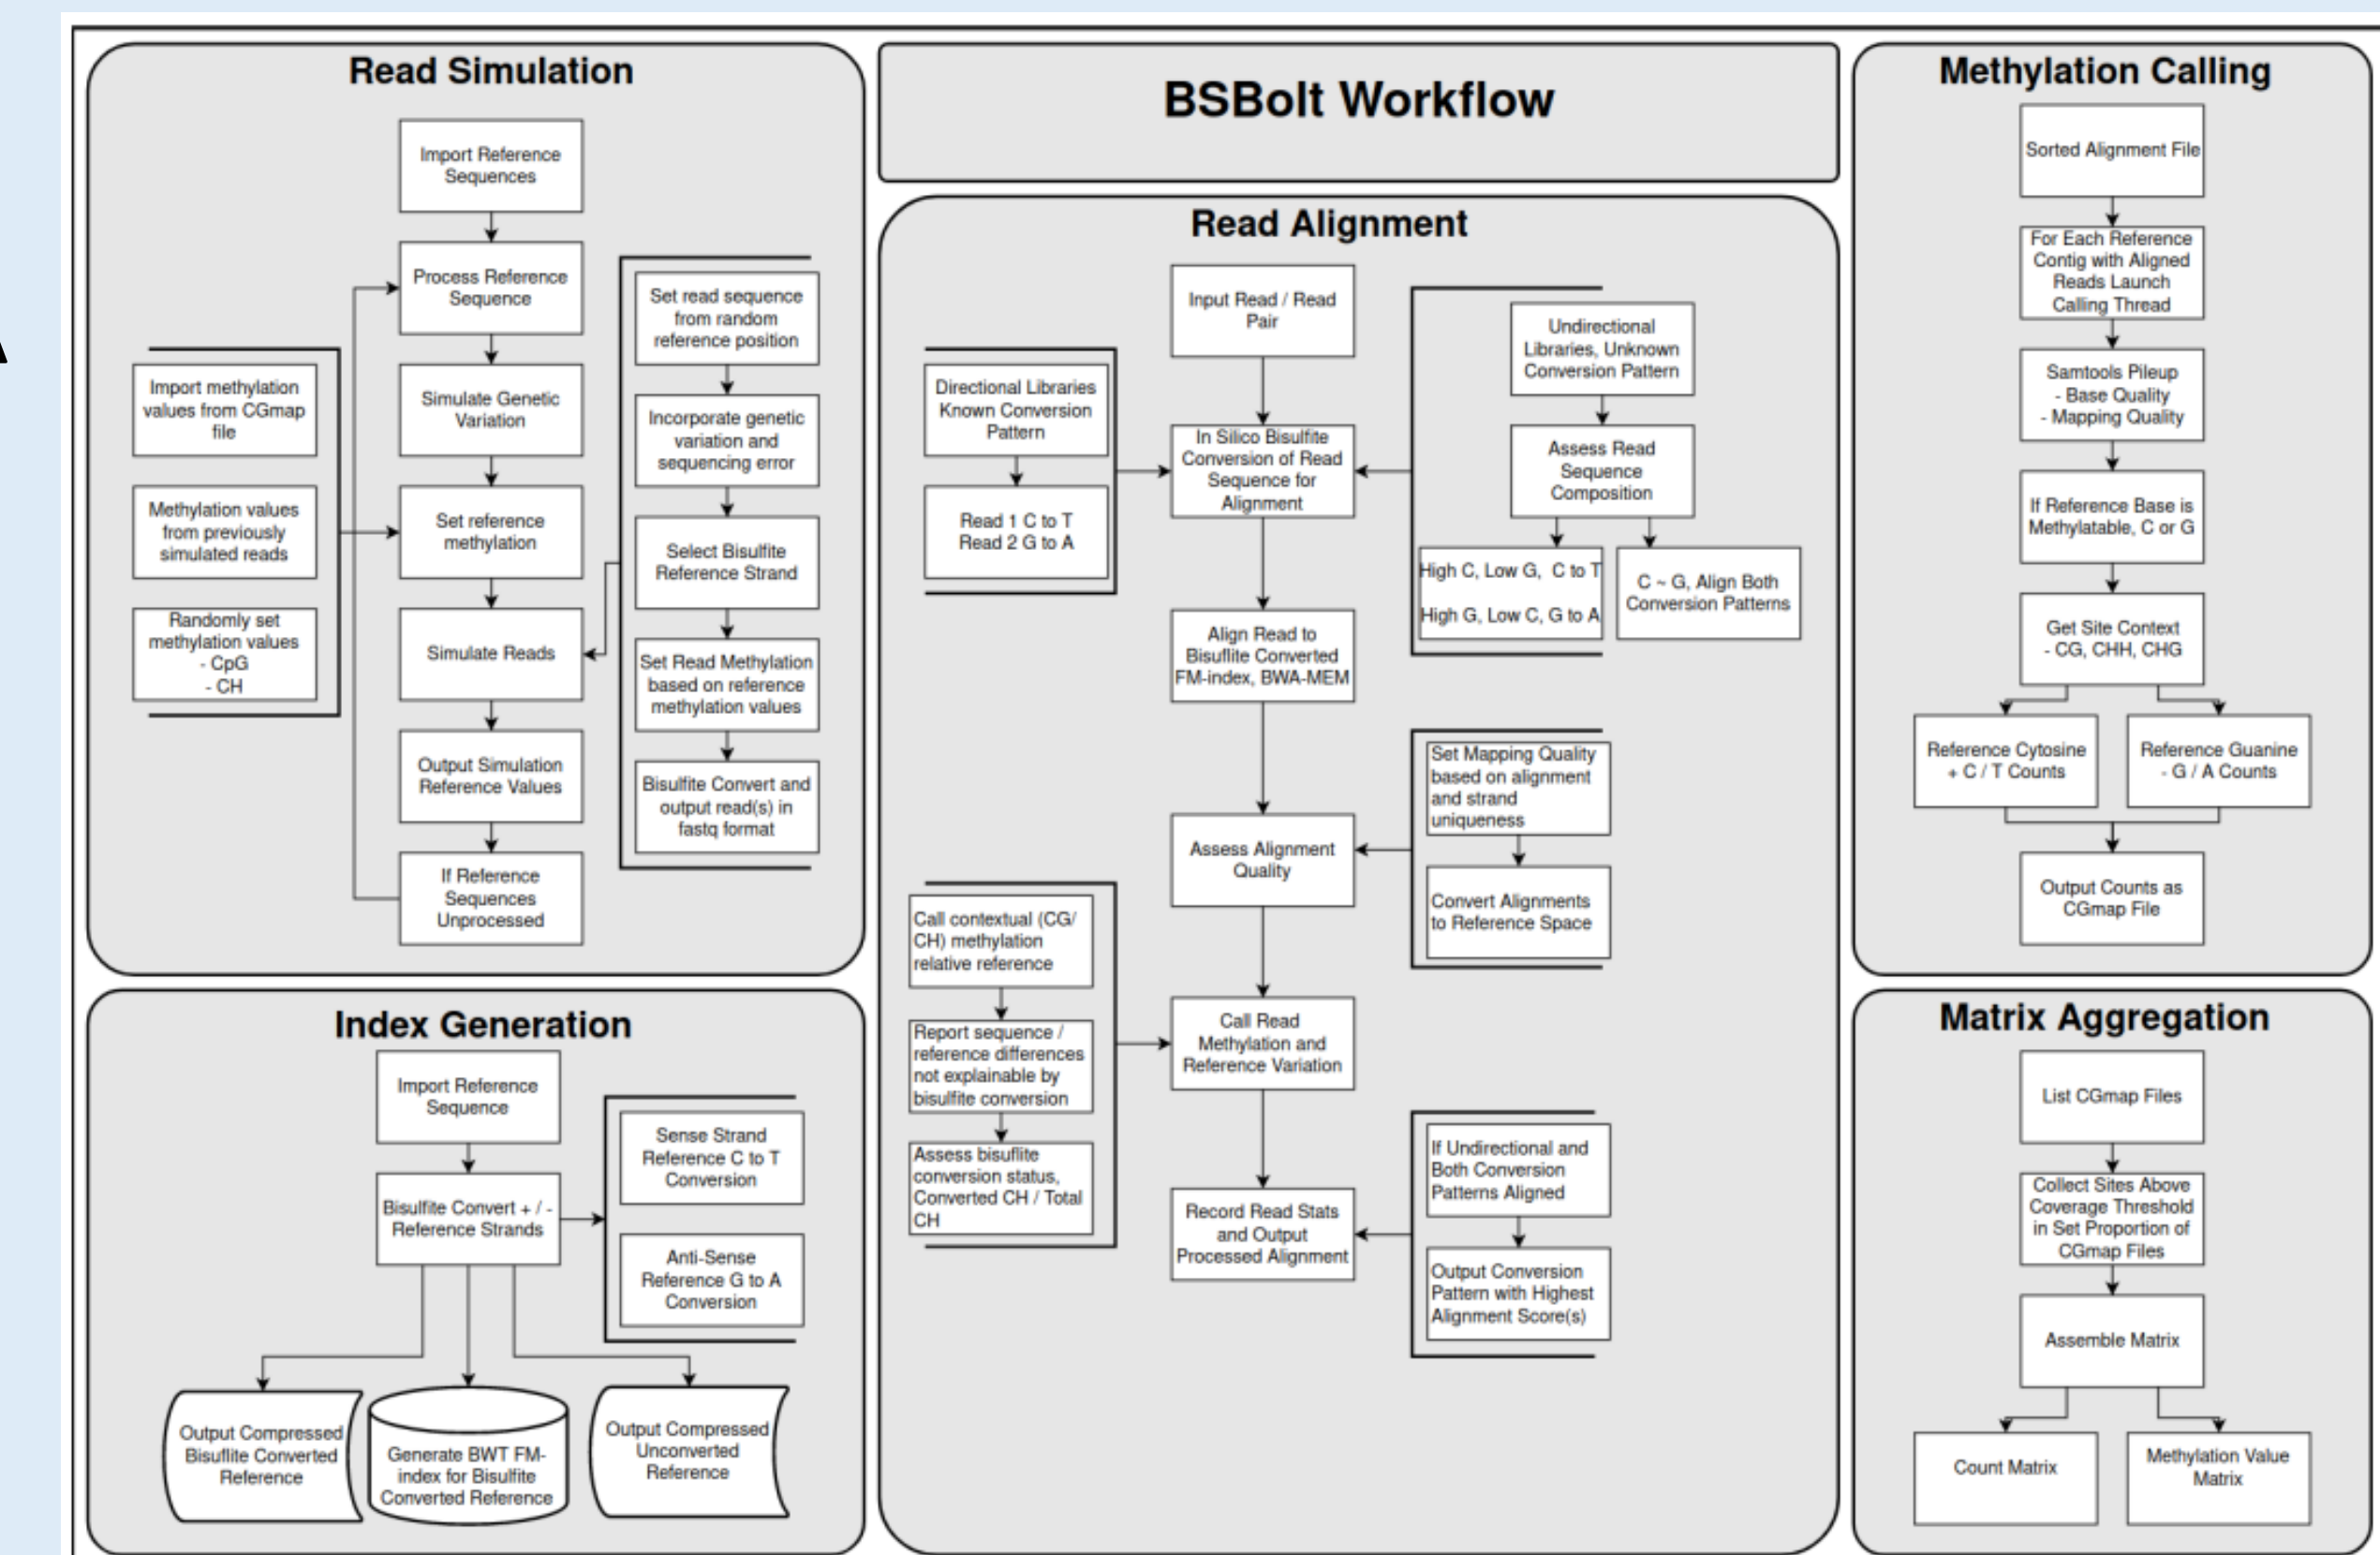 Read Simulation
Import Reference
Sequences
Process Reference
Sequence
Simulate Genetic
Variation
Set reference
methylation
Simulate Reads
Output Simulation
Reference Values
If Reference
Sequences
Unprocessed
Import methylation
values from CGmap
file
Methylation values
from previously
simulated reads
Randomly set
methylation values
- CpG
- CH
Set read sequence
from random
reference position
Incorporate genetic
variation and
sequencing error
Select Bisulfite
Reference Strand
Set Read Methylation
based on reference
methylation values
Bisulfite Convert and
output read(s) in
fastq format
Index Generation
Import Reference
Sequence
Bisulfite Convert + / -
Reference Strands
Sense Strand
Reference C to T
Conversion
Anti-Sense
Reference G to A
Conversion
Output Compressed
Bisuflite Converted
Reference
Generate BWT FM-
index for Bisulfite
Converted Reference
Output Compressed
Unconverted
Reference
BSBolt Workflow
Read Alignment
Input Read / Read
Pair
Directional Libraries
Known Conversion
Pattern
Read 1 C to T
Read 2 G to A
In Silico Bisulfite
Conversion of Read
Sequence for
Alignment
Undirectional
Libraries, Unknown
Conversion Pattern
Assess Read
Sequence
Composition
High C, Low G, C to T
High G, Low C, G to A
C ~ G, Align Both
Conversion Patterns
Align Read to
Bisuflite Converted
FM-index, BWA-MEM
Set Mapping Quality
based on alignment
and strand
uniqueness
Convert Alignments
to Reference Space
Assess Alignment
Quality
Call contextual (CG/
CH) methylation
relative reference
Report sequence /
reference differences
not explainable by
bisulfite conversion
Assess bisuflite
conversion status,
Converted CH / Total
CH
Call Read
Methylation and
Reference Variation
If Undirectional and
Both Conversion
Patterns Aligned
Output Conversion
Pattern with Highest
Alignment Score(s)
Record Read Stats
and Output
Processed Alignment
Methylation Calling
Sorted Alignment File
For Each Reference
Contig with Aligned
Reads Launch
Calling Thread
Samtools Pileup
- Base Quality
- Mapping Quality
If Reference Base is
Methylatable, C or G
Get Site Context
- CG, CHH, CHG
Reference Cytosine
+ C / T Counts
Reference Guanine
- G / A Counts
Output Counts as
CGmap File
Matrix Aggregation
List CGmap Files
Collect Sites Above
Coverage Threshold
in Set Proportion of
CGmap Files
Assemble Matrix
Count Matrix
Methylation Value
Matrix